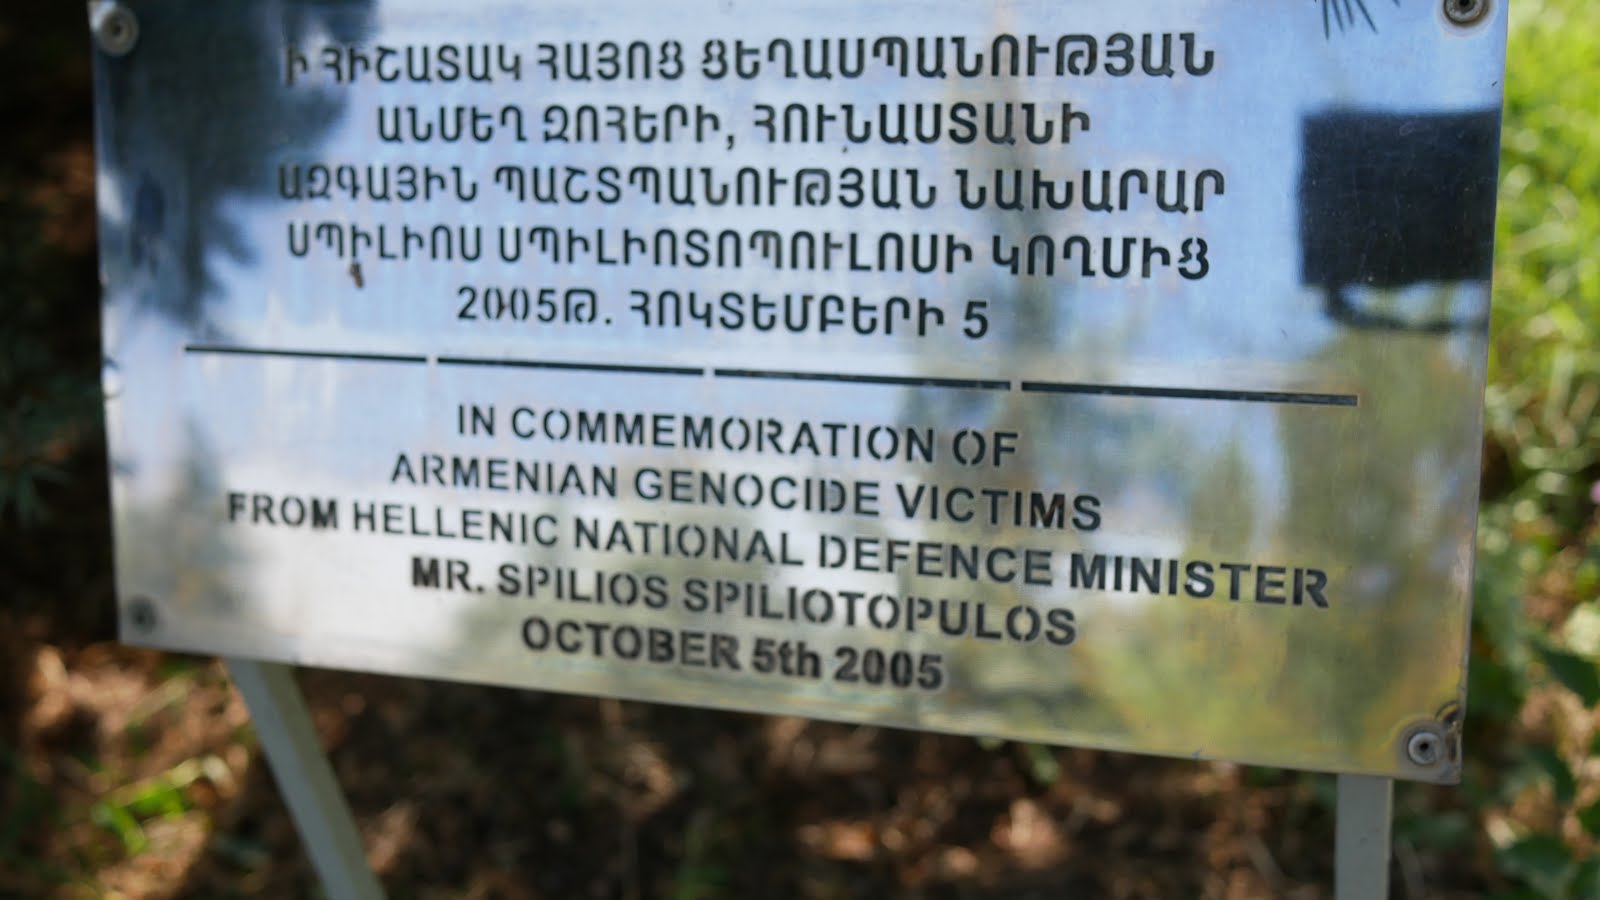 Ի ՀԻՇԱՏԱԿ ՀԱՅՈՑ ՑԵՂԱՍՊԱՆՈՒԹՅԱՆ
ԱՆՄԵՂ ԶՈՀԵՐԻ, ՀՈՒՆԱՍՏԱՆԻ
ԱԶԳԱՅԻՆ ՊԱՇՏՊԱՆՈՒԹՅԱՆ ՆԱԽԱՐԱՐ
ՍՊԻԼԻՈՍ ՍՊԻԼԻՈՏՈՊՈՒԼՈՍԻ ԿՈՂՄԻՑ
2005Թ. ՀՈԿՏԵՄԲԵՐԻ 5
IN COMMEMORATION OF
ARMENIAN GENOCIDE VICTIMS
FROM HELLENIC NATIONAL DEFENCE MINISTER
MR. SPILIOS SPILIOTOPULOS
OCTOBER 5th 2005